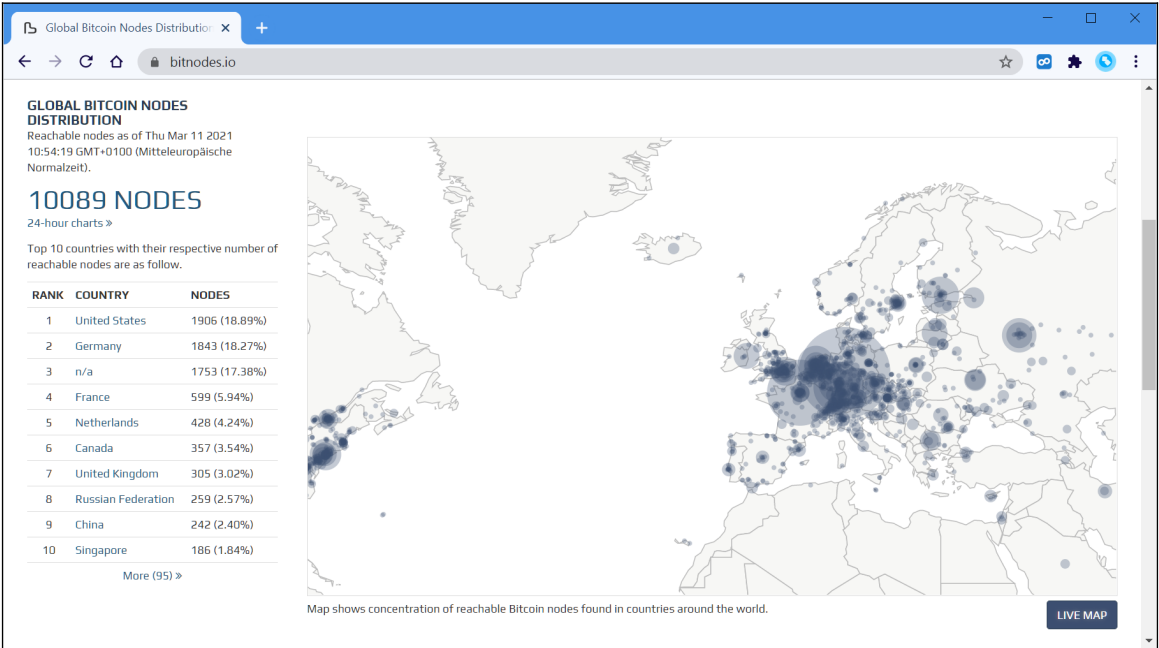 Global Bitcoin Nodes Distribution
bitnodes.io
GLOBAL BITCOIN NODES
DISTRIBUTION
Reachable nodes as of Thu Mar 11 2021
10:54:19 GMT+0100 (Mitteleuropäische
Normalzeit).
10089 NODES
24-hour charts »
Top 10 countries with their respective number of
reachable nodes are as follow.
RANK COUNTRY NODES
1 United States 1906 (18.89%)
2 Germany 1843 (18.27%)
3 n/a 1753 (17.38%)
4 France 599 (5.94%)
5 Netherlands 428 (4.24%)
6 Canada 357 (3.54%)
7 United Kingdom 305 (3.02%)
8 Russian Federation 259 (2.57%)
9 China 242 (2.40%)
10 Singapore 186 (1.84%)
More (95) »
Map shows concentration of reachable Bitcoin nodes found in countries around the world.
LIVE MAP